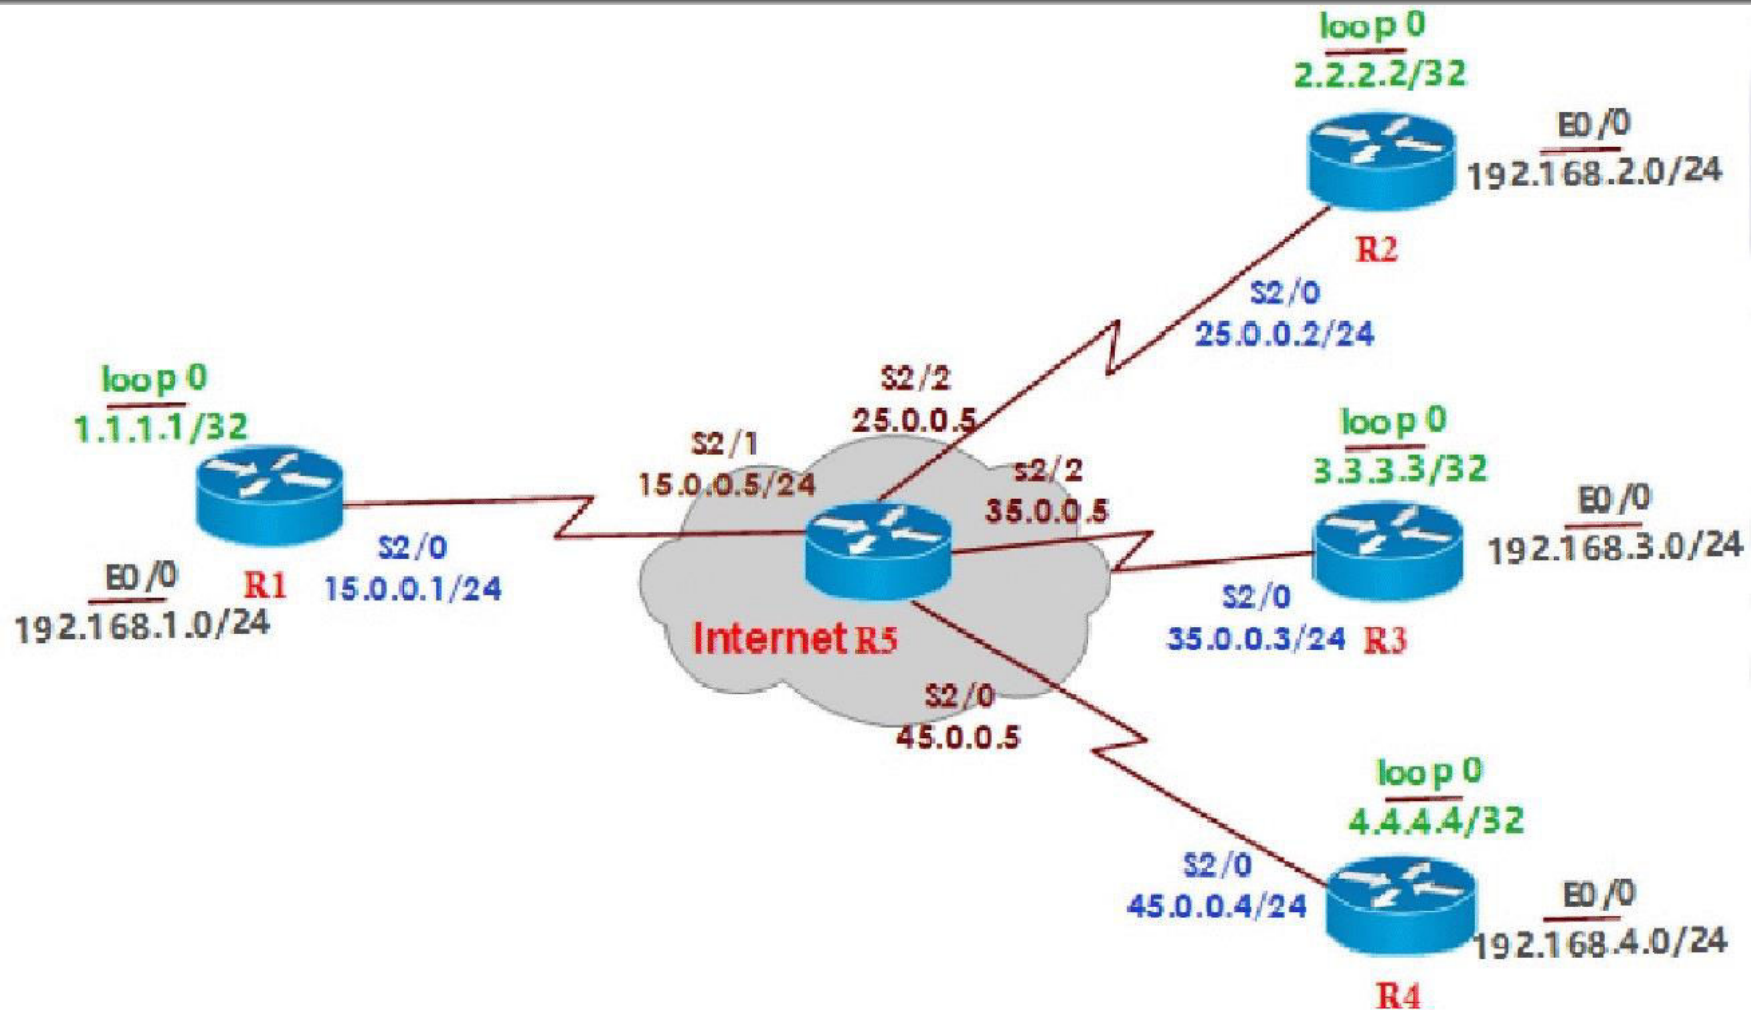 loop 0
2.2.2.2/32
E0/0
192.168.2.0/24
R2
S2/0
25.0.0.2/24
S2/2
25.0.0.5
loop 0
1.1.1.1/32
S2/1
15.0.0.5/24
s2/2
35.0.0.5
loop 0
3.3.3.3/32
E0/0
192.168.3.0/24
S2/0
15.0.0.1/24
R1
E0/0
192.168.1.0/24
Internet R5
S2/0
35.0.0.3/24
R3
S2/0
45.0.0.5
loop 0
4.4.4.4/32
S2/0
45.0.0.4/24
E0/0
192.168.4.0/24
R4